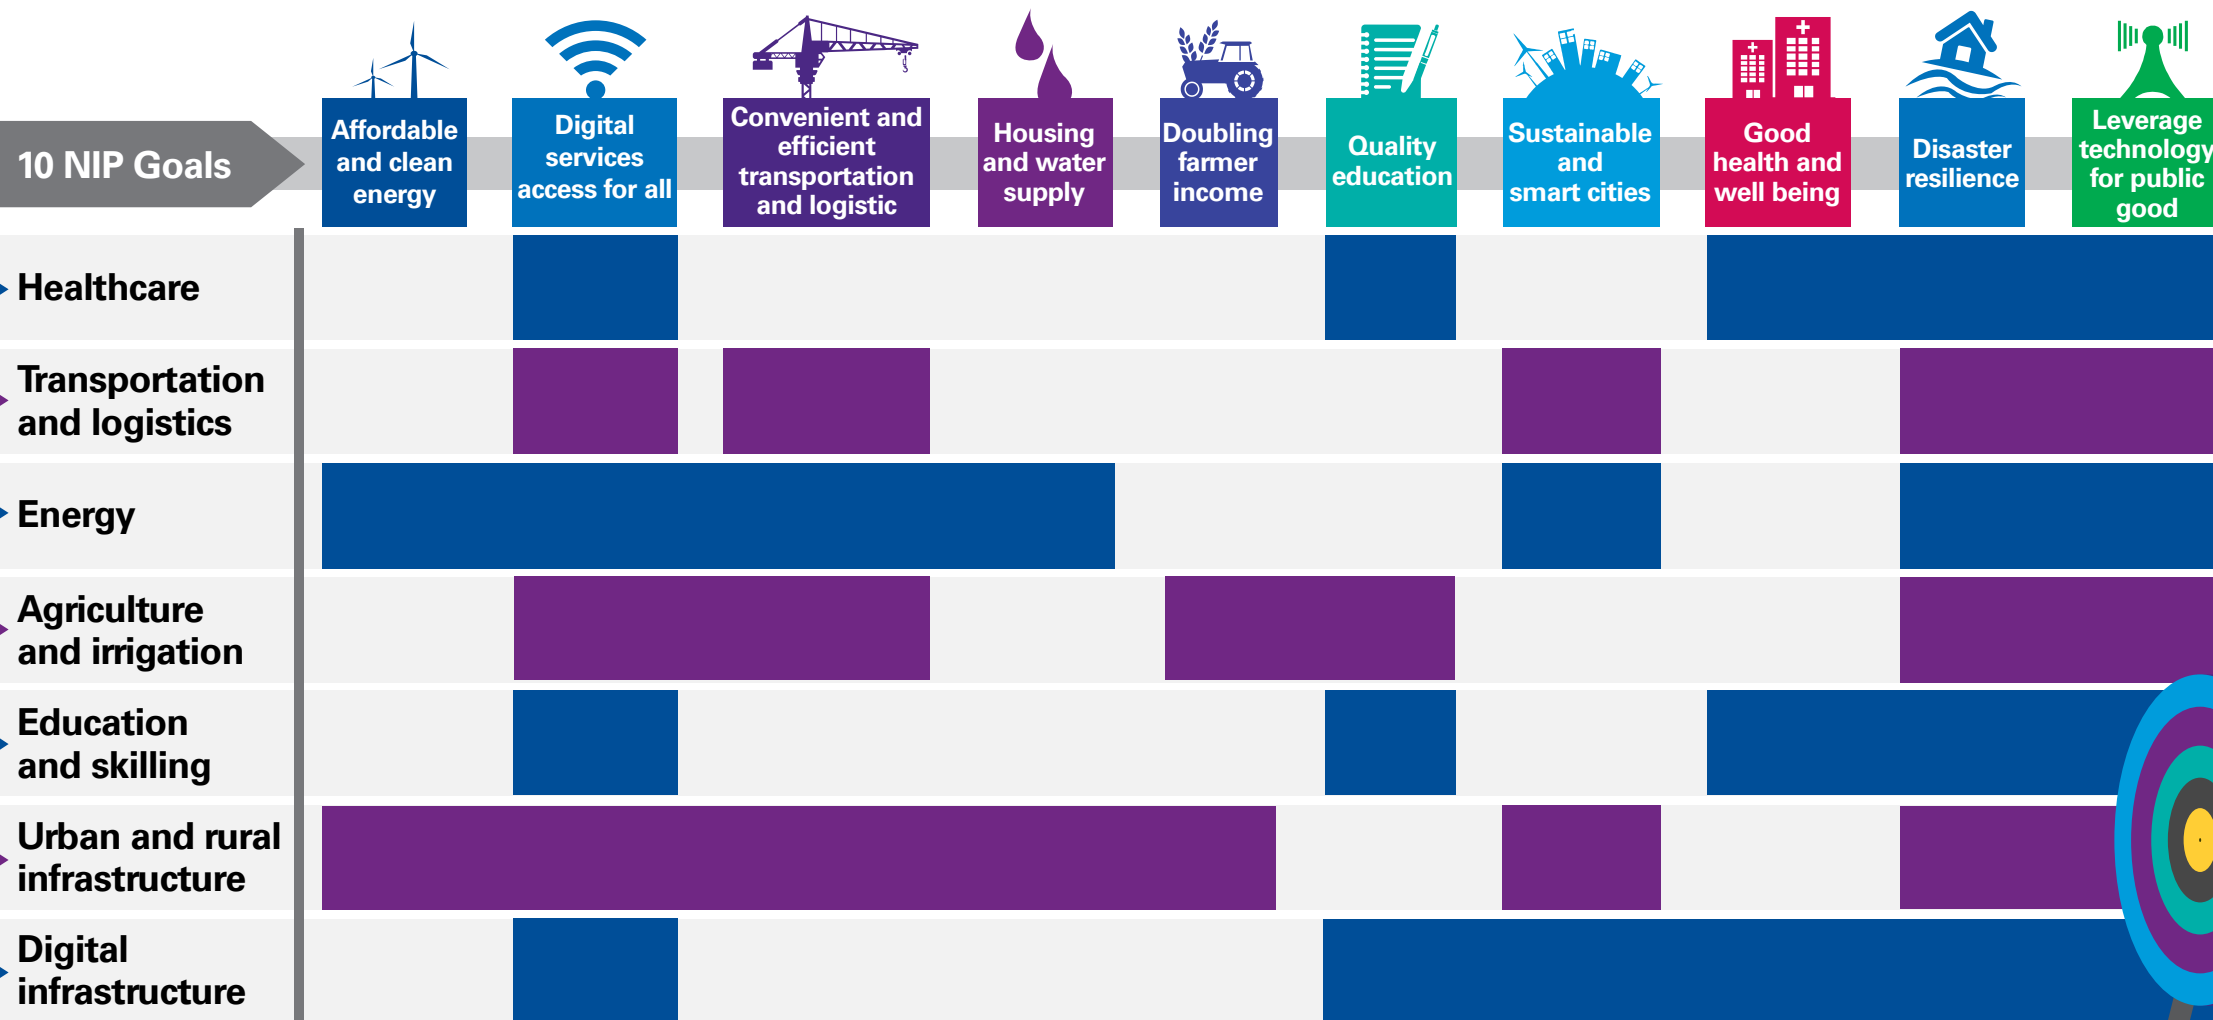 10 NIP Goals
Affordable
and clean
energy
Digital
services
access for all
Convenient and
efficient
transportation
and logistic
Housing
and water
supply
Doubling
farmer
income
Quality
education
Sustainable
and
smart cities
Good
health and
well being
Disaster
resilience
Leverage
technology
for public
good
Healthcare
Transportation
and logistics
Energy
Agriculture
and irrigation
Education
and skilling
Urban and rural
infrastructure
Digital
infrastructure